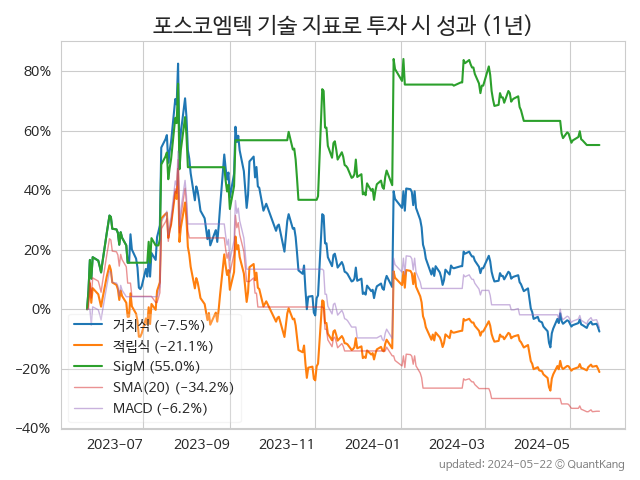 포스코엠텍 기술 지표로 투자 시 성과 (1년)
80%
60%
40%
20%
0%
−20%
−40%
거치식 (−7.5%)
적립식 (−21.1%)
SigM (55.0%)
SMA(20) (−34.2%)
MACD (−6.2%)
2023−07
2023−09
2023−11
2024−01
2024−03
2024−05
updated: 2024-05-22 © QuantKang